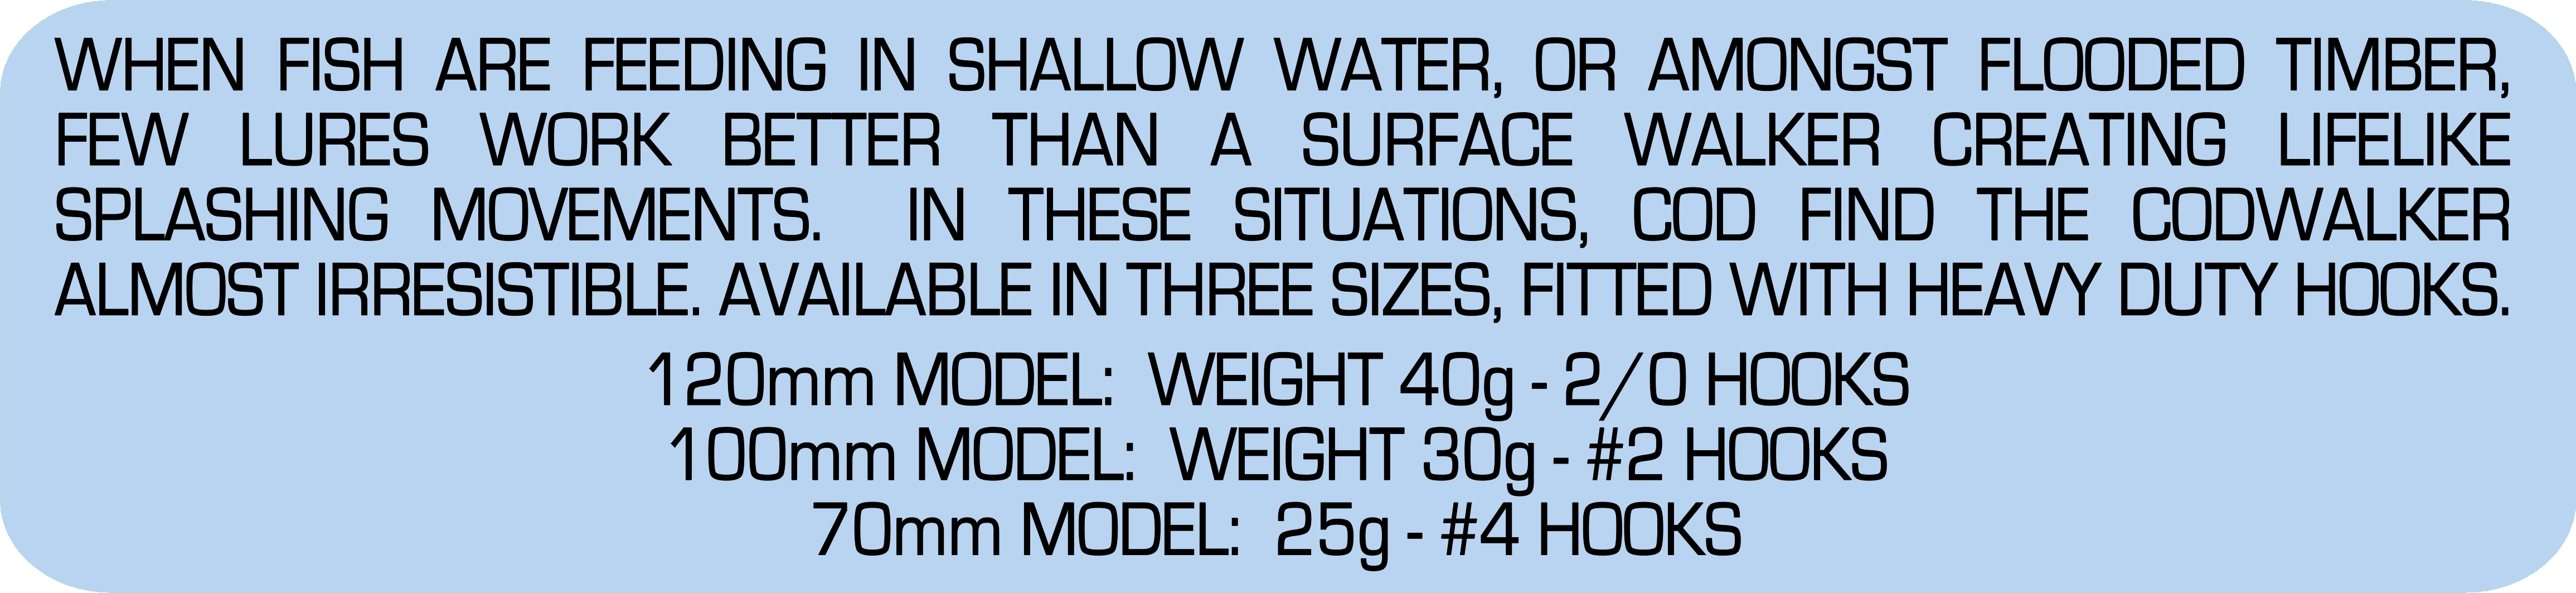 WHEN FISH ARE FEEDING IN SHALLOW WATER, OR AMONGST FLOODED TIMBER,
FEW LURES WORK BETTER THAN A SURFACE WALKER CREATING LIFELIKE
SPLASHING MOVEMENTS.  IN THESE SITUATIONS, COD FIND THE CODWALKER
ALMOST IRRESISTIBLE. AVAILABLE IN THREE SIZES, FITTED WITH HEAVY DUTY HOOKS.
120mm MODEL:  WEIGHT 40g - 2/0 HOOKS
100mm MODEL:  WEIGHT 30g - #2 HOOKS
70mm MODEL:  25g - #4 HOOKS